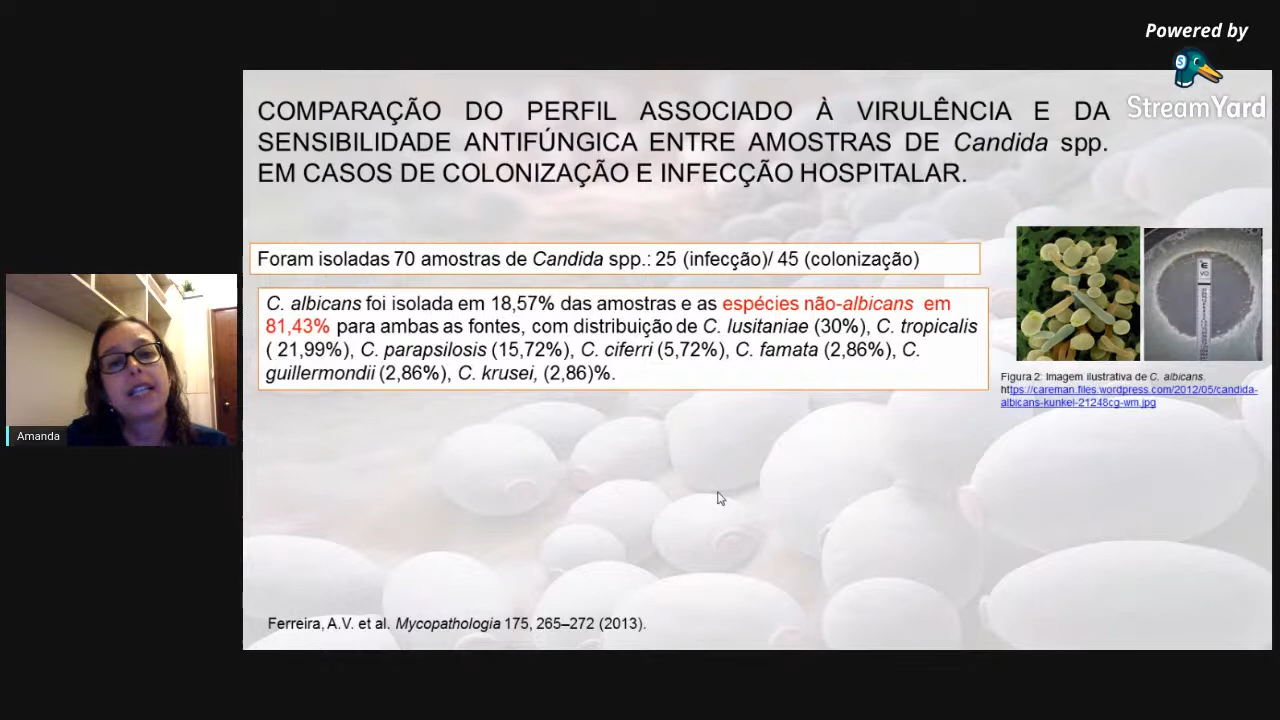 Powered by
StreamYard
COMPARAÇÃO DO PERFIL ASSOCIADO À VIRULÊNCIA E DA
SENSIBILIDADE ANTIFÚNGICA ENTRE AMOSTRAS DE Candida spp.
EM CASOS DE COLONIZAÇÃO E INFECÇÃO HOSPITALAR.
Foram isoladas 70 amostras de Candida spp.: 25 (infecção)/ 45 (colonização)
C. albicans foi isolada em 18,57% das amostras e as espécies não-albicans em
81,43% para ambas as fontes, com distribuição de C. lusitaniae (30%), C. tropicalis
( 21,99%), C. parapsilosis (15,72%), C. ciferri (5,72%), C. famata (2,86%), C.
guillermondii (2,86%), C. krusei, (2,86)%.
Figura 2: Imagem ilustrativa de C. albicans.
https://careman.files.wordpress.com/2012/05/candida-
albicans-kunkel-21248cg-wm.jpg
Amanda
Ferreira, A.V. et al. Mycopathologia 175, 265–272 (2013).